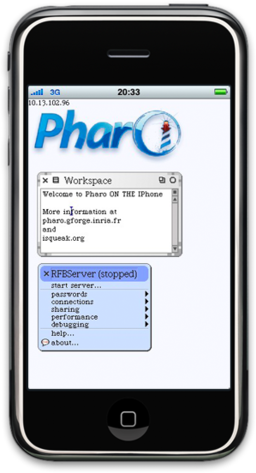 3G
20:33
10.13.102.96
Pharo
Workspace
Welcome to Pharo ON THE IPhone
More information at
pharo.gforge.inria.fr
and
isqueak.org
RFBServer (stopped)
start server...
passwords
connections
sharing
performance
debugging
help...
about...